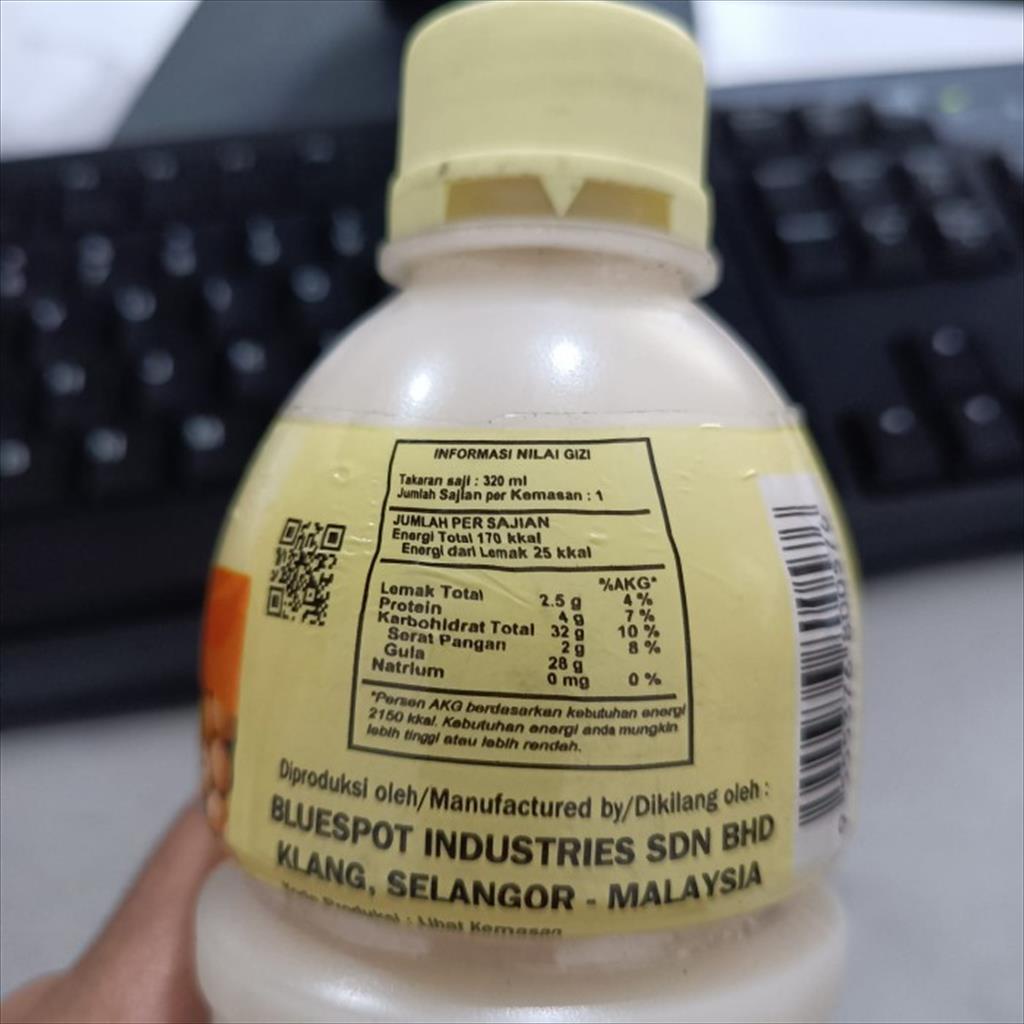 INFORMASI NILAI GIZI
Takaran saji : 320 ml
Jumlah Sajian per Kemasan : 1
JUMLAH PER SAJIAN
Energi Total 170 kkal
Energi dari Lemak 25 kkal
%AKG*
Lemak Total 2.5 g 4 %
Protein 4 g 7 %
Karbohidrat Total 32 g 10 %
Serat Pangan 2 g 8 %
Gula 28 g
Natrium 0 mg 0 %
*Persen AKG berdasarkan kebutuhan energi
2150 kkal. Kebutuhan energi anda mungkin
lebih tinggi atau lebih rendah.
Diproduksi oleh/Manufactured by/Dikilang oleh :
BLUESPOT INDUSTRIES SDN BHD
KLANG, SELANGOR - MALAYSIA
Kode Produksi : Lihat Kemasan